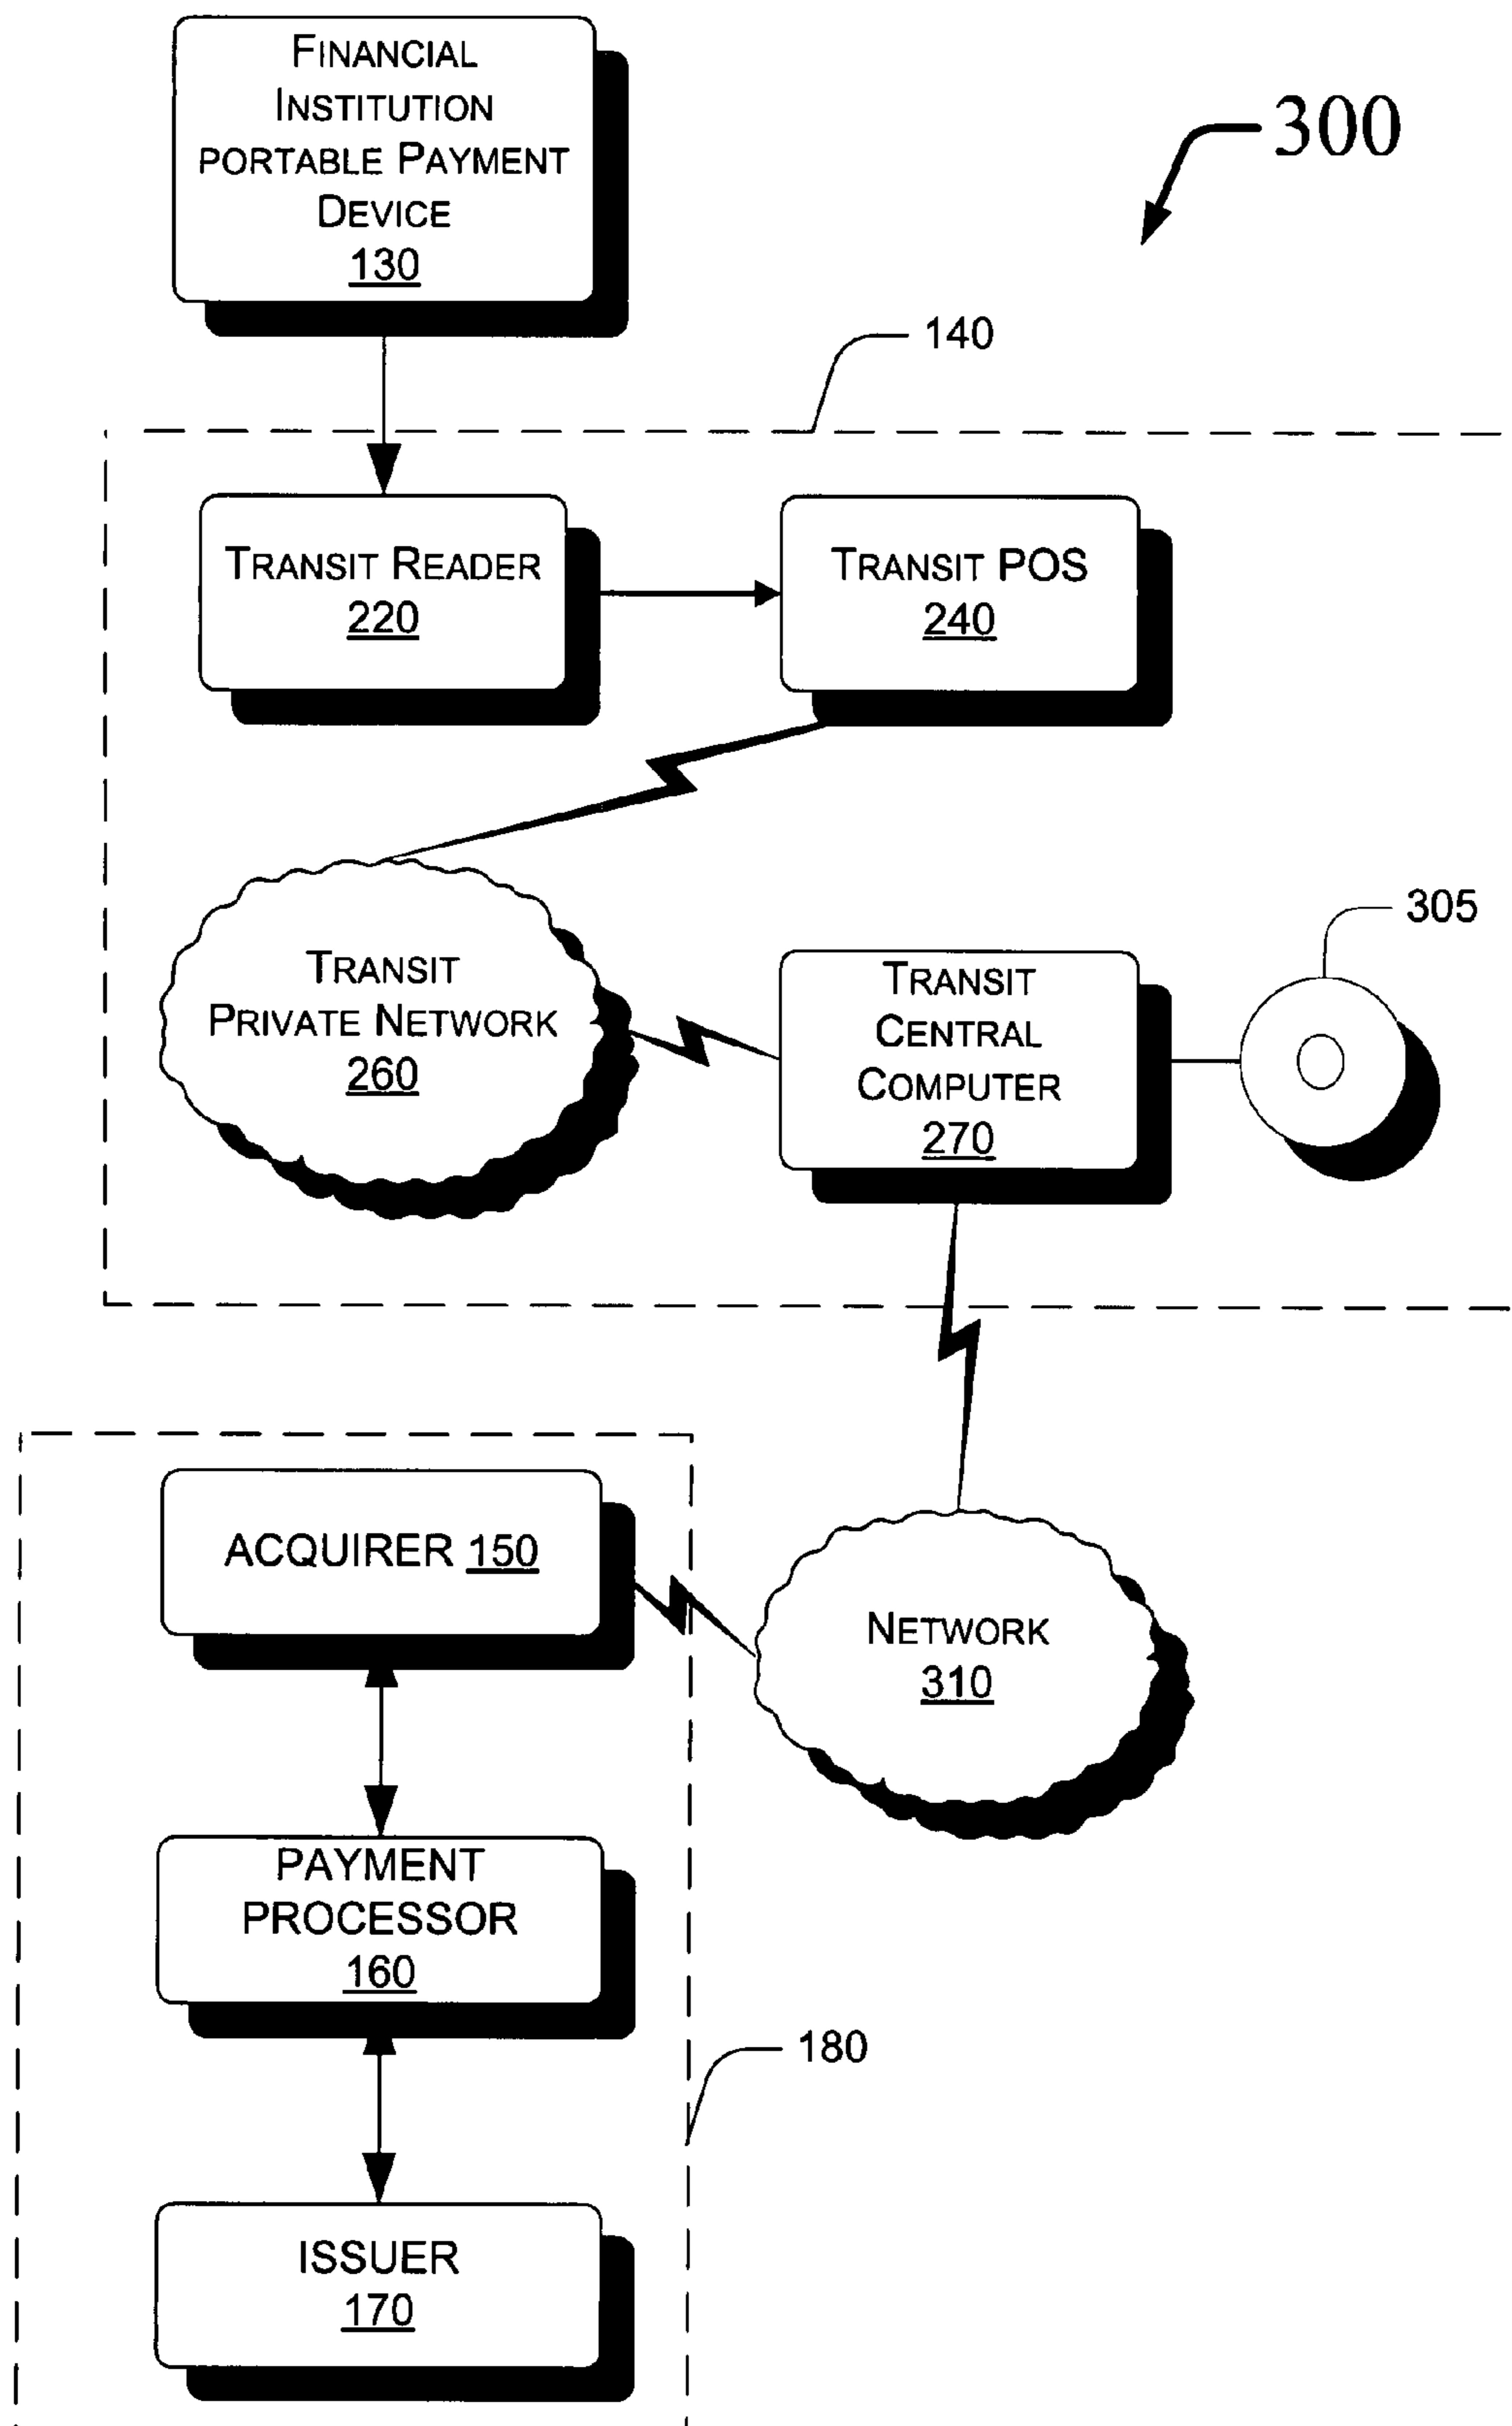 FINANCIAL
INSTITUTION
PORTABLE PAYMENT
DEVICE
130
300
140
TRANSIT READER
220
TRANSIT POS
240
305
TRANSIT
PRIVATE NETWORK
260
TRANSIT
CENTRAL
COMPUTER
270
ACQUIRER 150
NETWORK
310
PAYMENT
PROCESSOR
160
180
ISSUER
170